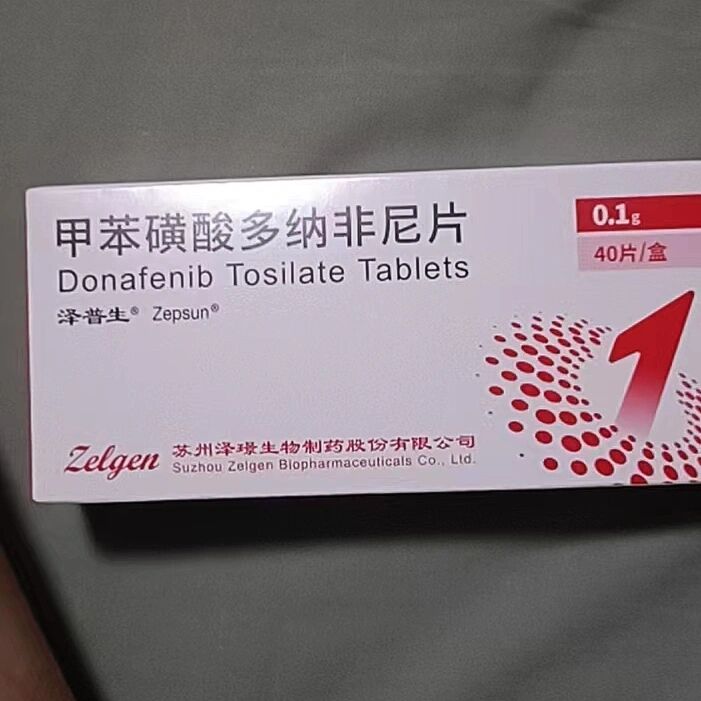 甲苯磺酸多纳非尼片
Donafenib Tosilate Tablets
泽普生® Zepsun®
0.1g
40片/盒
1
Zelgen
苏州泽璟生物制药股份有限公司
Suzhou Zelgen Biopharmaceuticals Co., Ltd.